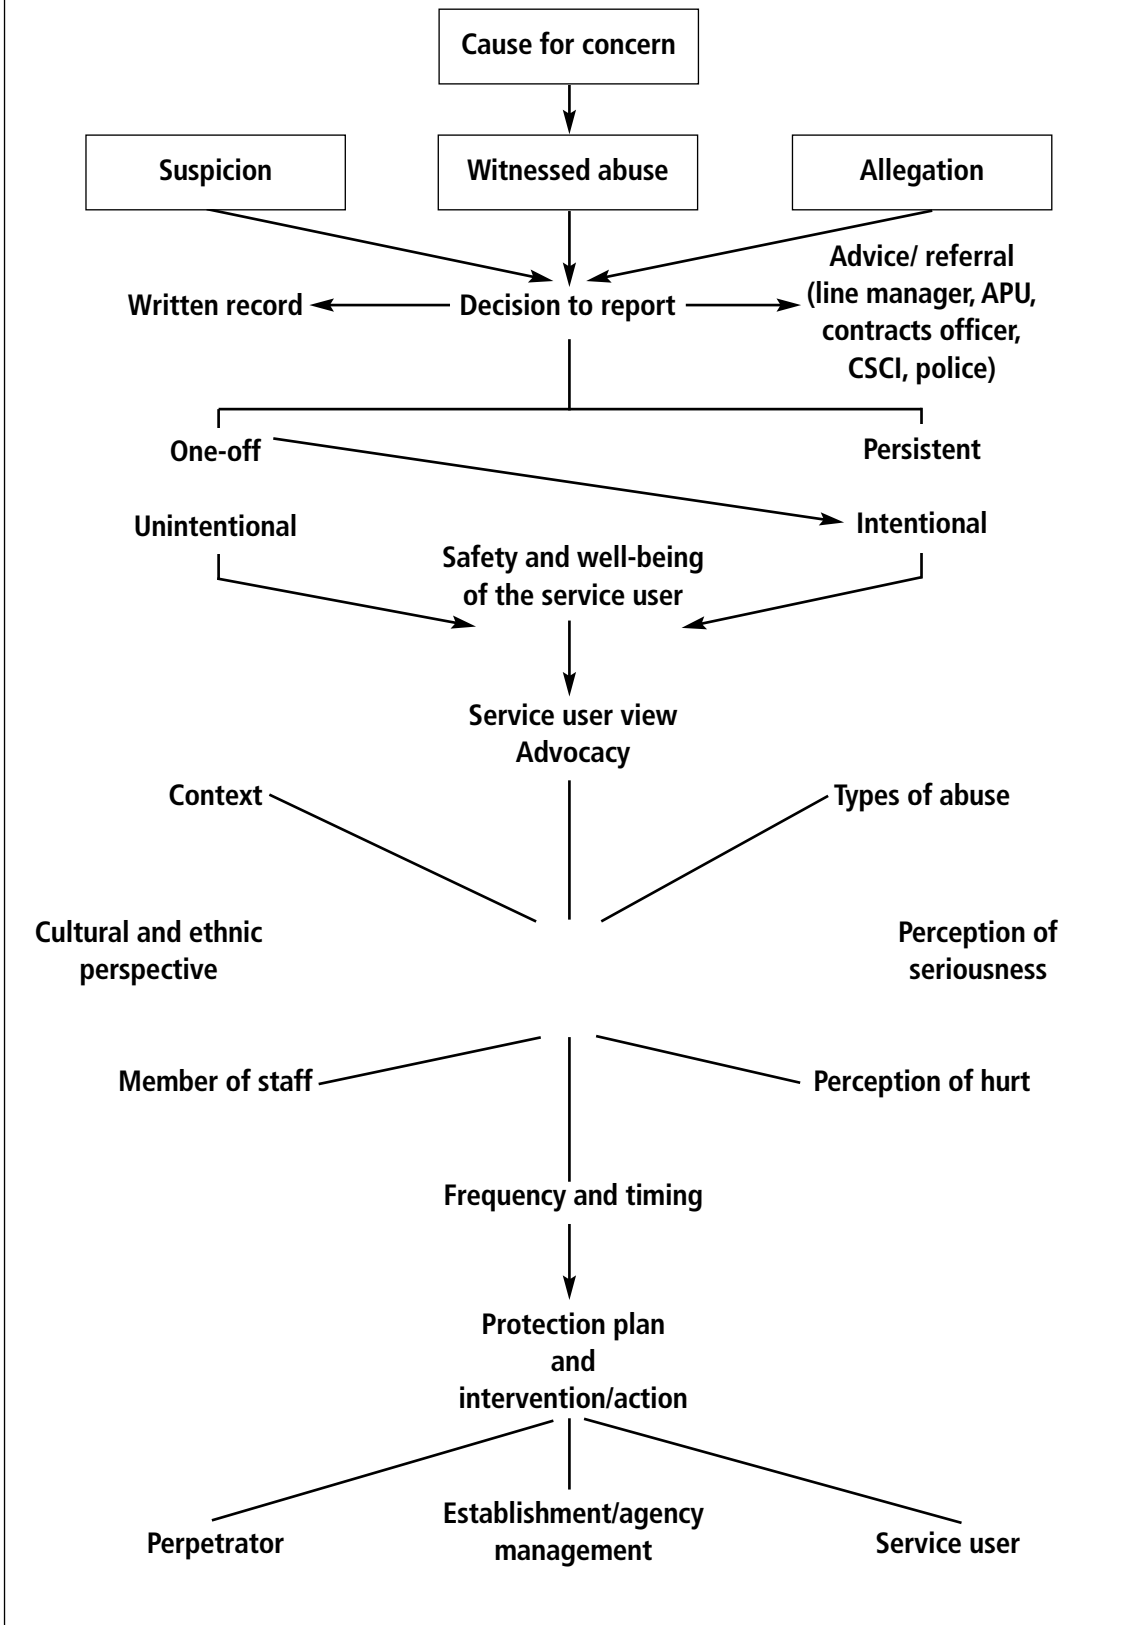 Cause for concern
Suspicion
Witnessed abuse
Allegation
Written record
Decision to report
Advice/ referral
(line manager, APU,
contracts officer,
CSCI, police)
One-off
Persistent
Unintentional
Intentional
Safety and well-being
of the service user
Service user view
Advocacy
Context
Types of abuse
Cultural and ethnic
perspective
Perception of
seriousness
Member of staff
Perception of hurt
Frequency and timing
Protection plan
and
intervention/action
Perpetrator
Establishment/agency
management
Service user